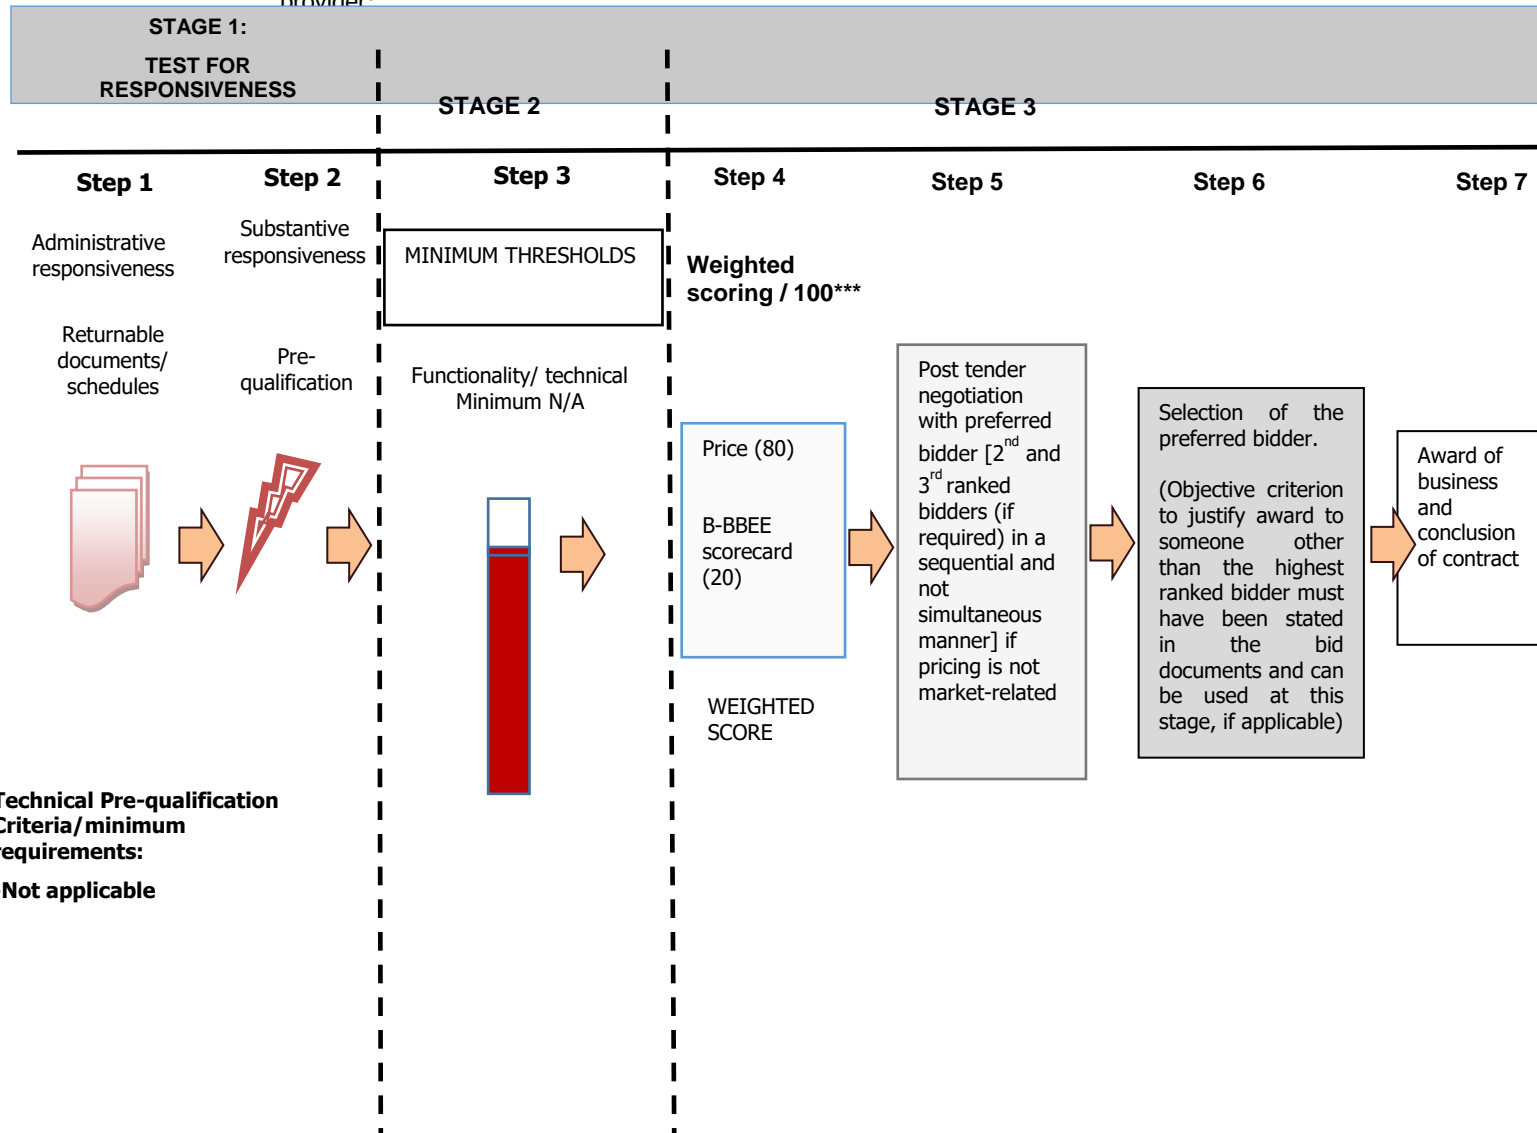 provider.
STAGE 1:
TEST FOR
RESPONSIVENESS
STAGE 2
STAGE 3
Step 1
Step 2
Step 3
Step 4
Step 5
Step 6
Step 7
Administrative
responsiveness
Substantive
responsiveness
MINIMUM THRESHOLDS
Weighted
scoring / 100***
Returnable
documents/
schedules
Pre-
qualification
Functionality/ technical
Minimum N/A
Price (80)
B-BBEE
scorecard
(20)
WEIGHTED
SCORE
Post tender
negotiation
with preferred
bidder [2nd and
3rd ranked
bidders (if
required) in a
sequential and
not
simultaneous
manner] if
pricing is not
market-related
Selection of the
preferred bidder.
(Objective criterion
to justify award to
someone other
than the highest
ranked bidder must
have been stated
in the bid
documents and can
be used at this
stage, if applicable)
Award of
business
and
conclusion
of contract
Technical Pre-qualification
Criteria/minimum
requirements:
Not applicable